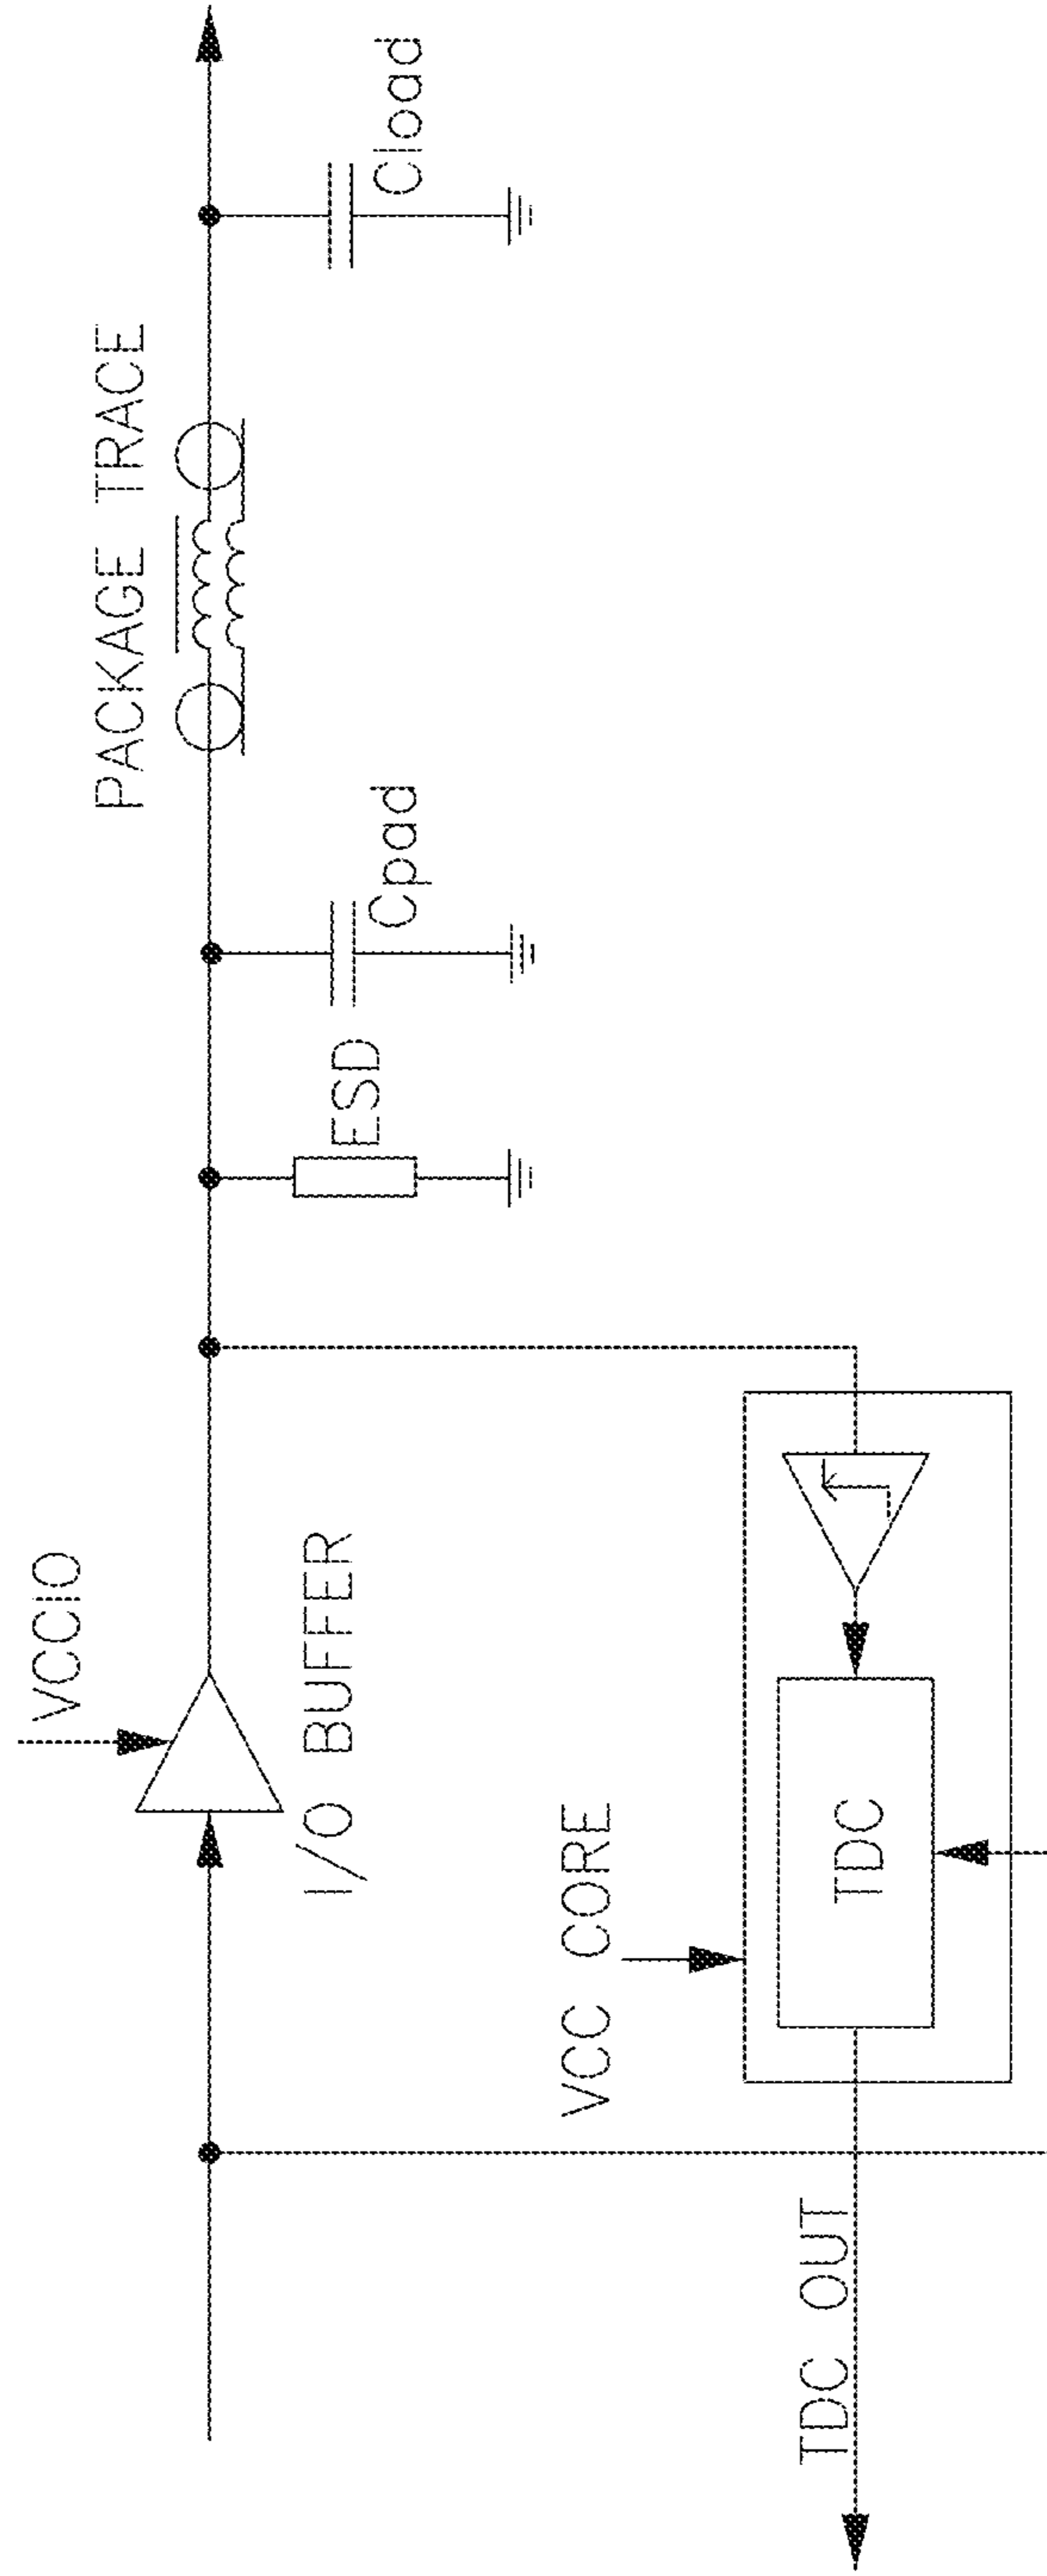 VCCIO
I/O BUFFER
ESD
Cpad
PACKAGE TRACE
Cload
VCC CORE
TDC
TDC OUT